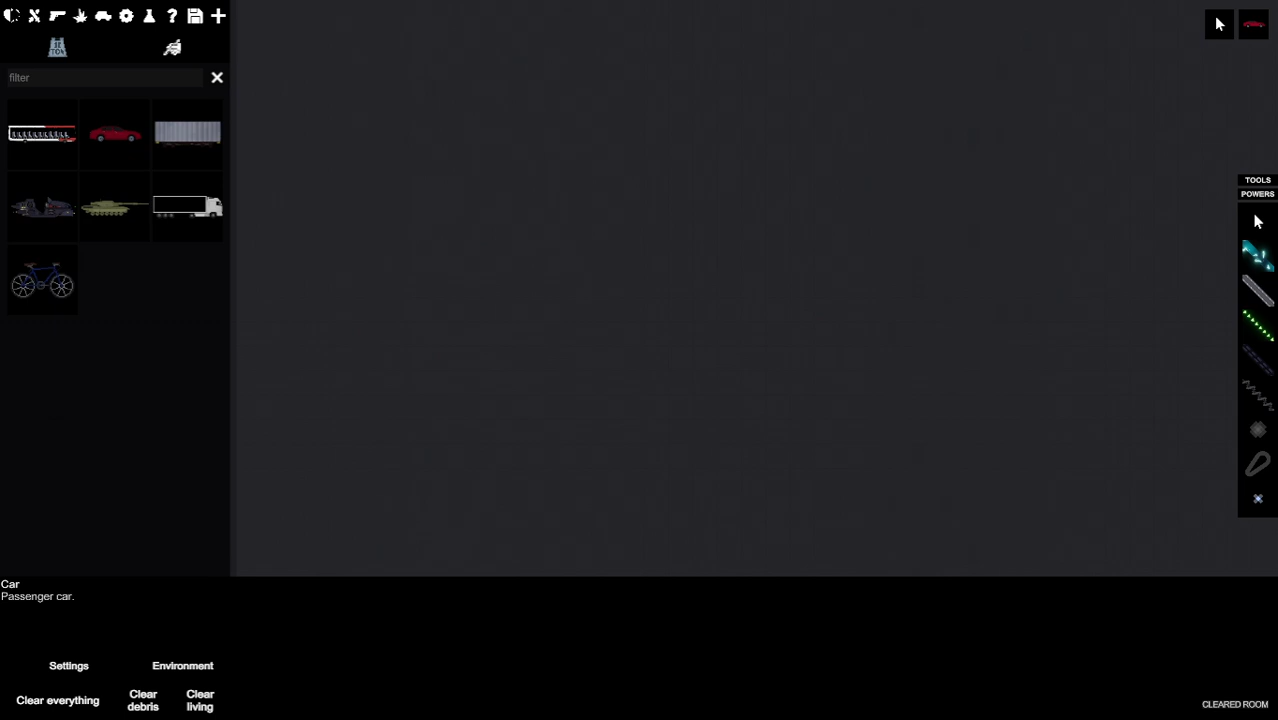 filter
TOOLS
POWERS
Car
Passenger car.
Settings
Environment
Clear everything
Clear
debris
Clear
living
CLEARED ROOM